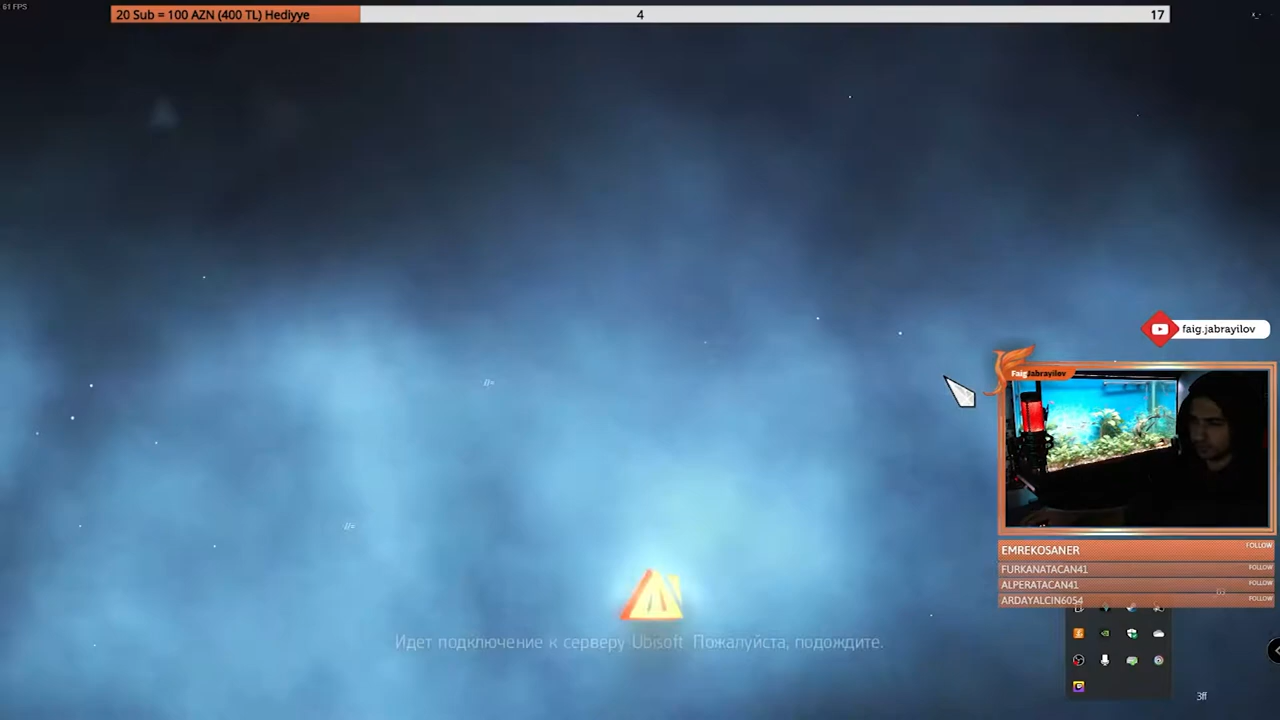 61 FPS
20 Sub = 100 AZN (400 TL) Hediyye
4
17
faig.jabrayilov
FaigJabrayilov
EMREKOSANER FOLLOW
FURKANATACAN41 FOLLOW
ALPERATACAN41 FOLLOW
ARDAYALCIN6054 FOLLOW
Идет подключение к серверу Ubisoft. Пожалуйста, подождите.